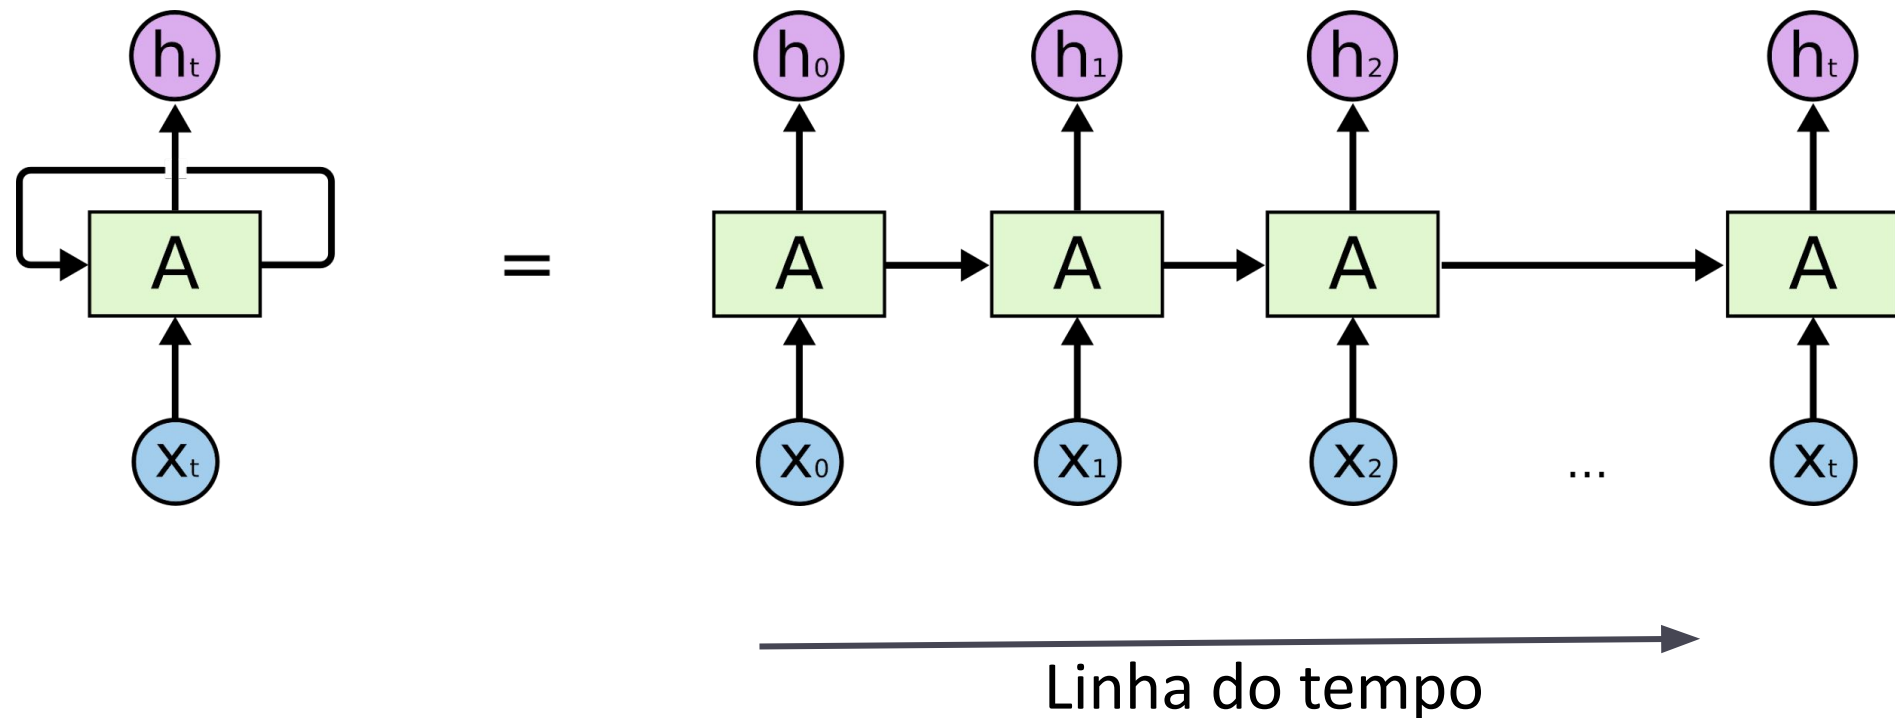 hₜ h₀ h₁ h₂ hₜ
A = A A A A
xₜ x₀ x₁ x₂ ... xₜ
Linha do tempo